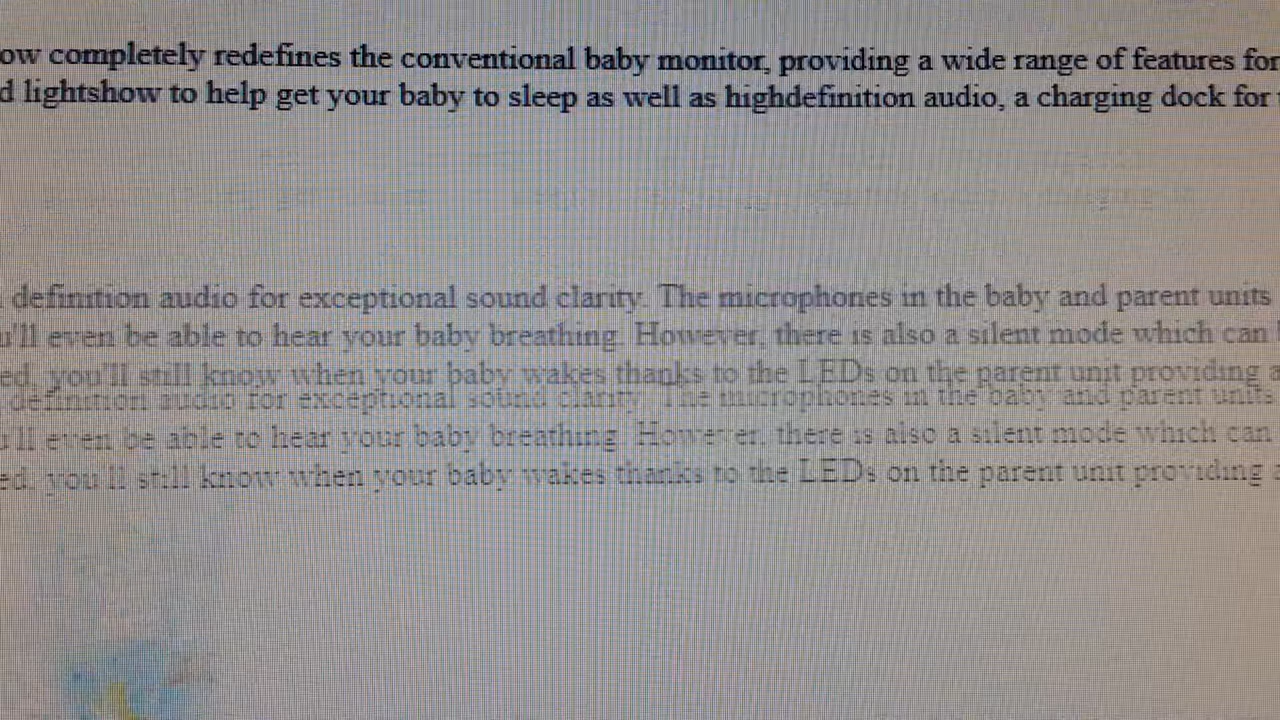 ow completely redefines the conventional baby monitor, providing a wide range of features for
d lightshow to help get your baby to sleep as well as highdefinition audio, a charging dock for
definition audio for exceptional sound clarity. The microphones in the baby and parent units
u'll even be able to hear your baby breathing. However, there is also a silent mode which can
ed, you'll still know when your baby wakes thanks to the LEDs on the parent unit providing a
definition audio for exceptional sound clarity. The microphones in the baby and parent units
u'll even be able to hear your baby breathing. However, there is also a silent mode which can
ed, you'll still know when your baby wakes thanks to the LEDs on the parent unit providing